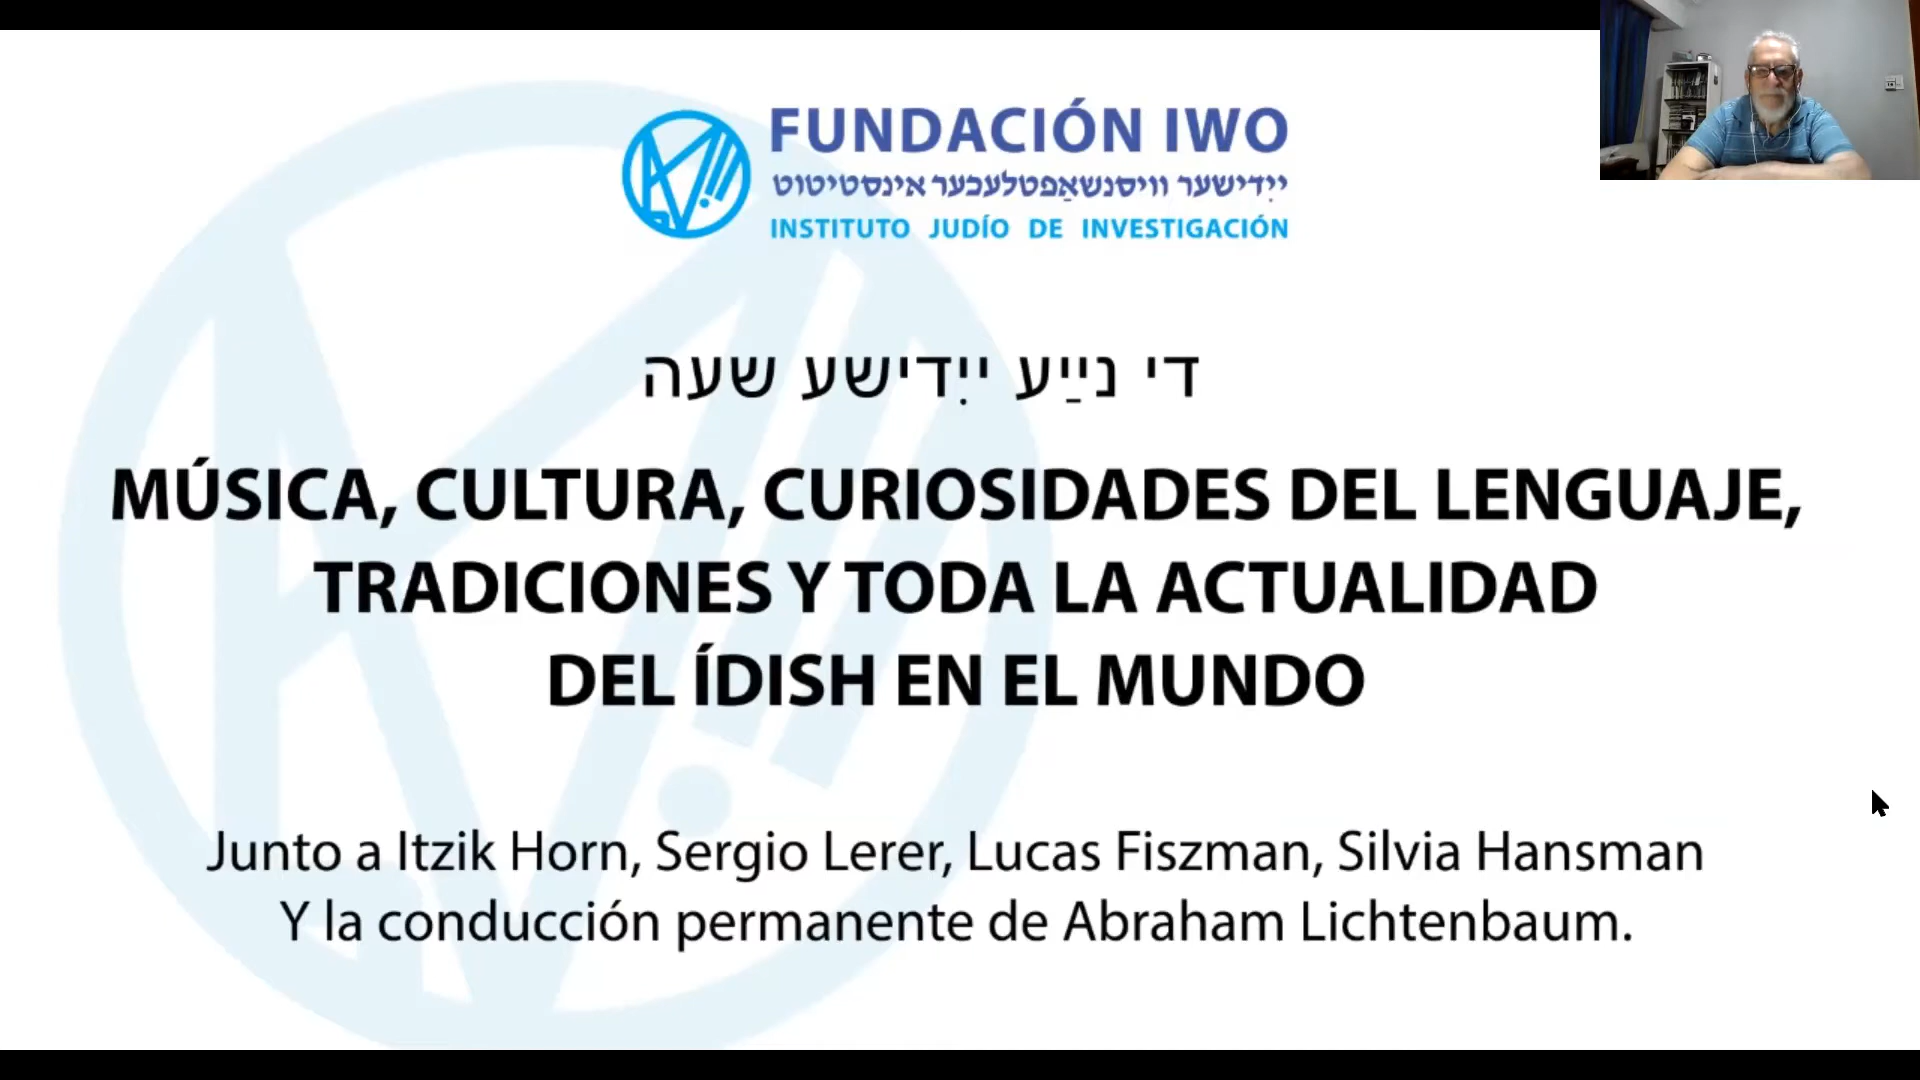 FUNDACIÓN IWO
ייִדישער װיסנשאַפטלעכער אינסטיטוט
INSTITUTO JUDÍO DE INVESTIGACIÓN
די נײַע ייִדישע שעה
MÚSICA, CULTURA, CURIOSIDADES DEL LENGUAJE,
TRADICIONES Y TODA LA ACTUALIDAD
DEL ÍDISH EN EL MUNDO
Junto a Itzik Horn, Sergio Lerer, Lucas Fiszman, Silvia Hansman
Y la conducción permanente de Abraham Lichtenbaum.